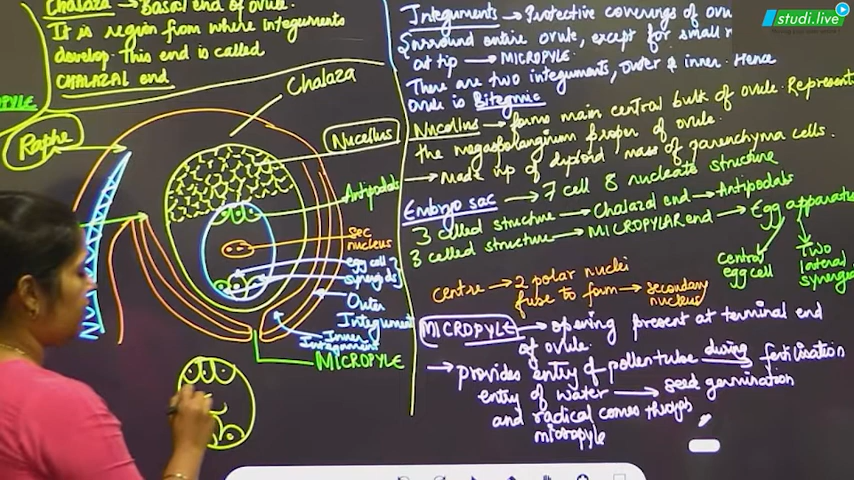 Chalaza → Basal end of ovule.
It is region from where integuments
develop. This end is called
CHALAZAL end
PYLE
Raphe
Chalaza
Nucellus
Antipodals
Sec
nucleus
egg cell 2
synergids
Outer
Integument
Inner
Integument
MICROPYLE
Integuments → Protective coverings of ovu
Surround entire ovule, except for small
at tip → MICROPYLE.
There are two integuments, outer & inner. Hence
Ovule is Bitegmic
Nucellus → forms main central bulk of ovule. Represent
the megasporangium proper of ovule.
→ Made up of diploid mass of parenchyma cells.
Embryo sac → 7 cell 8 nucleate structure
3 celled structure → Chalazal end → Antipodals
3 celled structure → MICROPYLAR end → Egg apparatus
Central
egg cell
Two
lateral
synergids
Centre → 2 polar nuclei
fuse to form → secondary
nucleus
MICROPYLE → opening present at terminal end
of ovule.
→ provides entry of pollen tube during fertilisation
entry of water → seed germination
and radical comes through
micropyle
studi.live